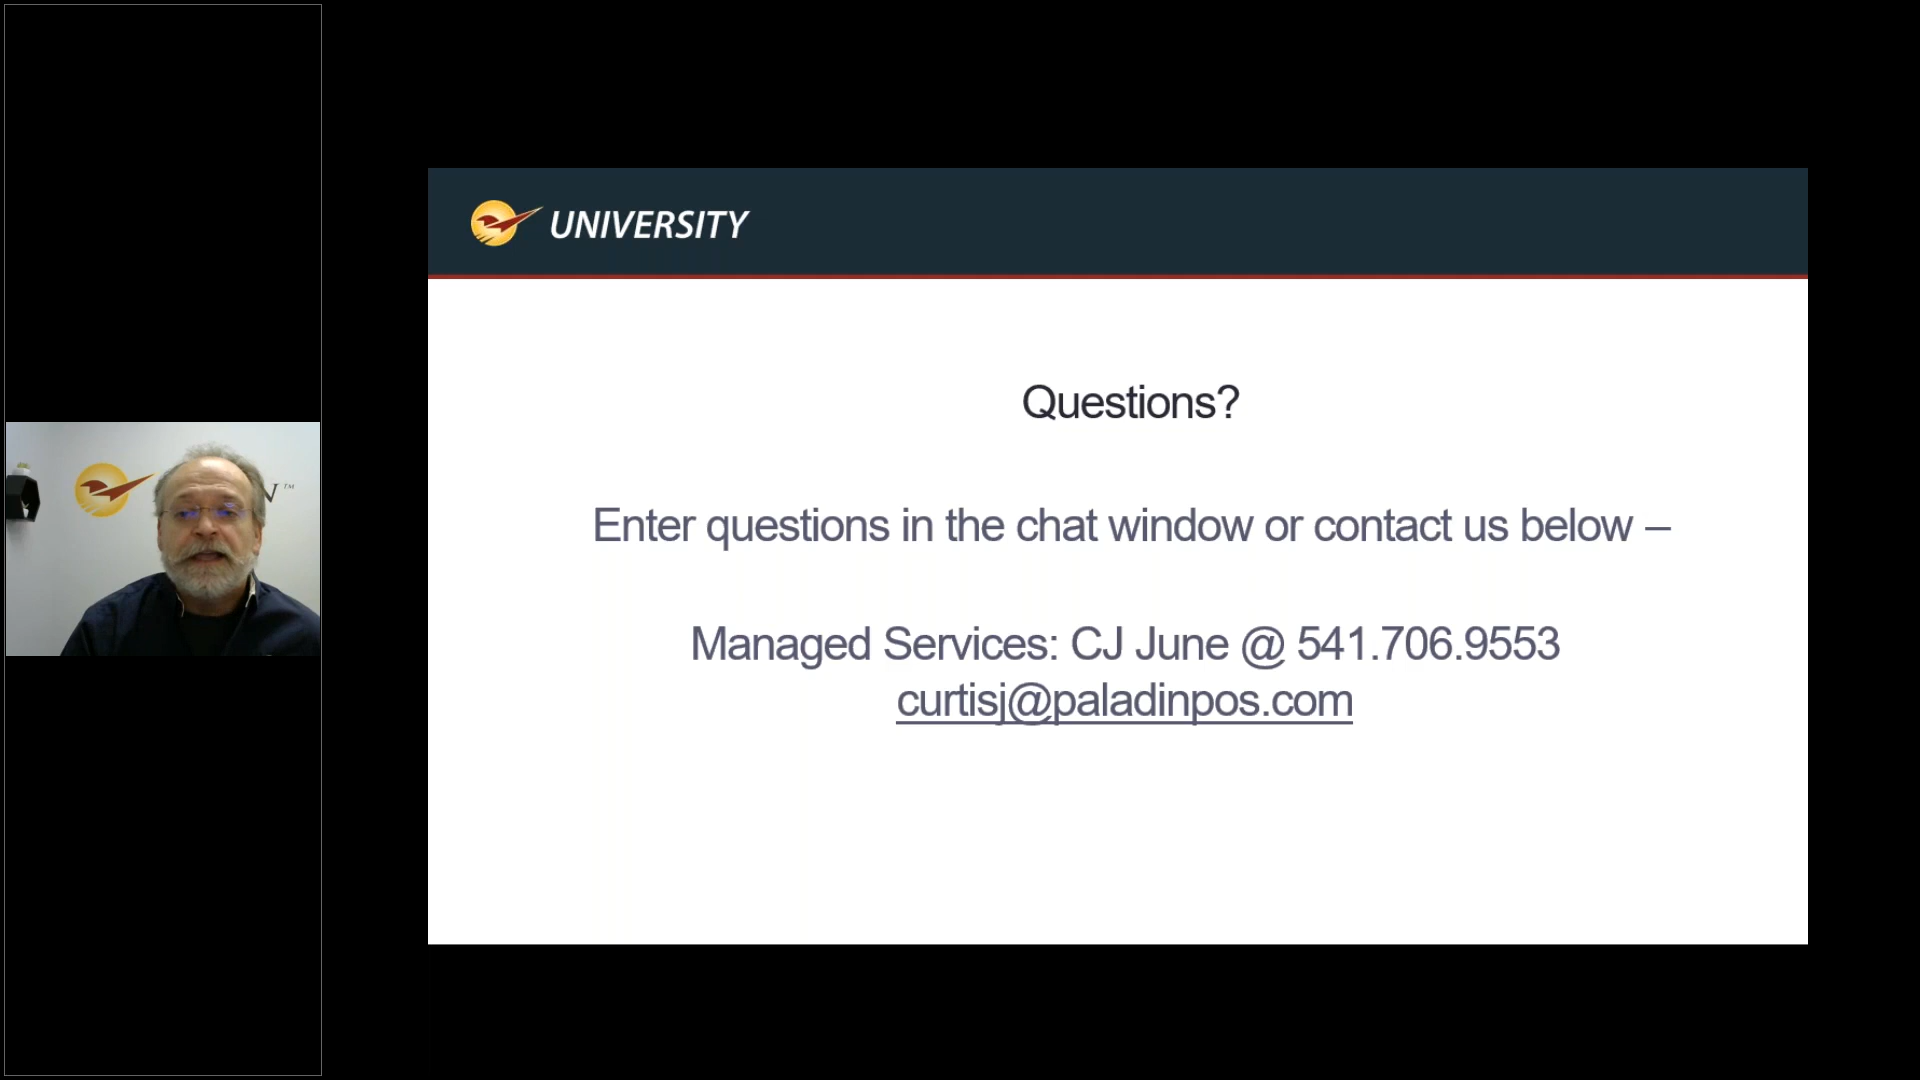 UNIVERSITY
Questions?
Enter questions in the chat window or contact us below –
Managed Services: CJ June @ 541.706.9553
curtisj@paladinpos.com
N™